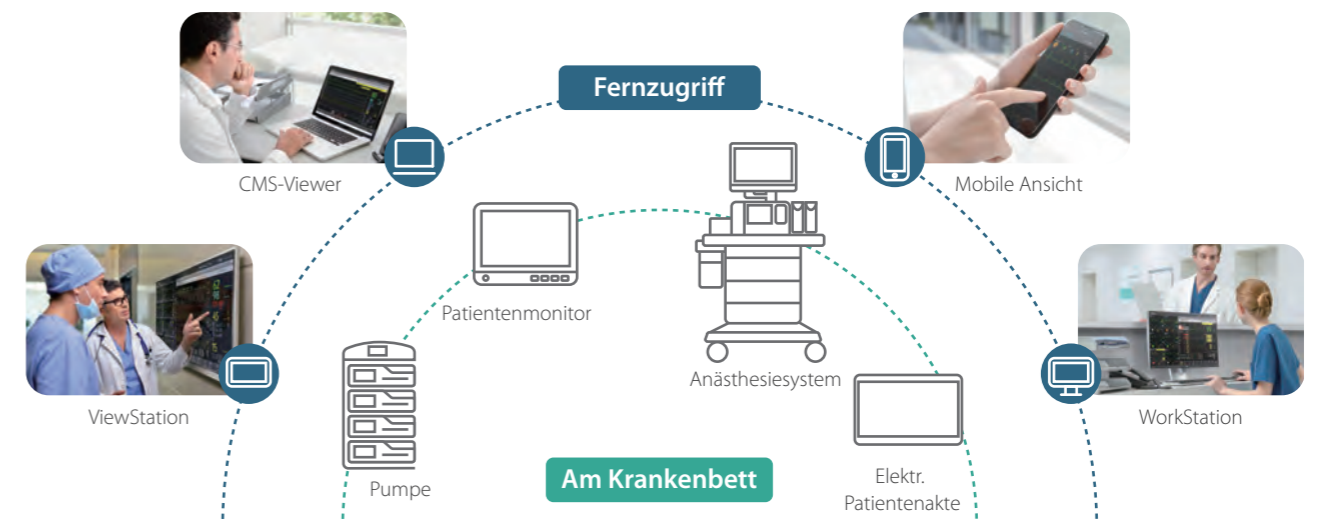 Fernzugriff
CMS-Viewer
Mobile Ansicht
Patientenmonitor
ViewStation
Anästhesiesystem
WorkStation
Pumpe
Am Krankenbett
Elektr.
Patientenakte